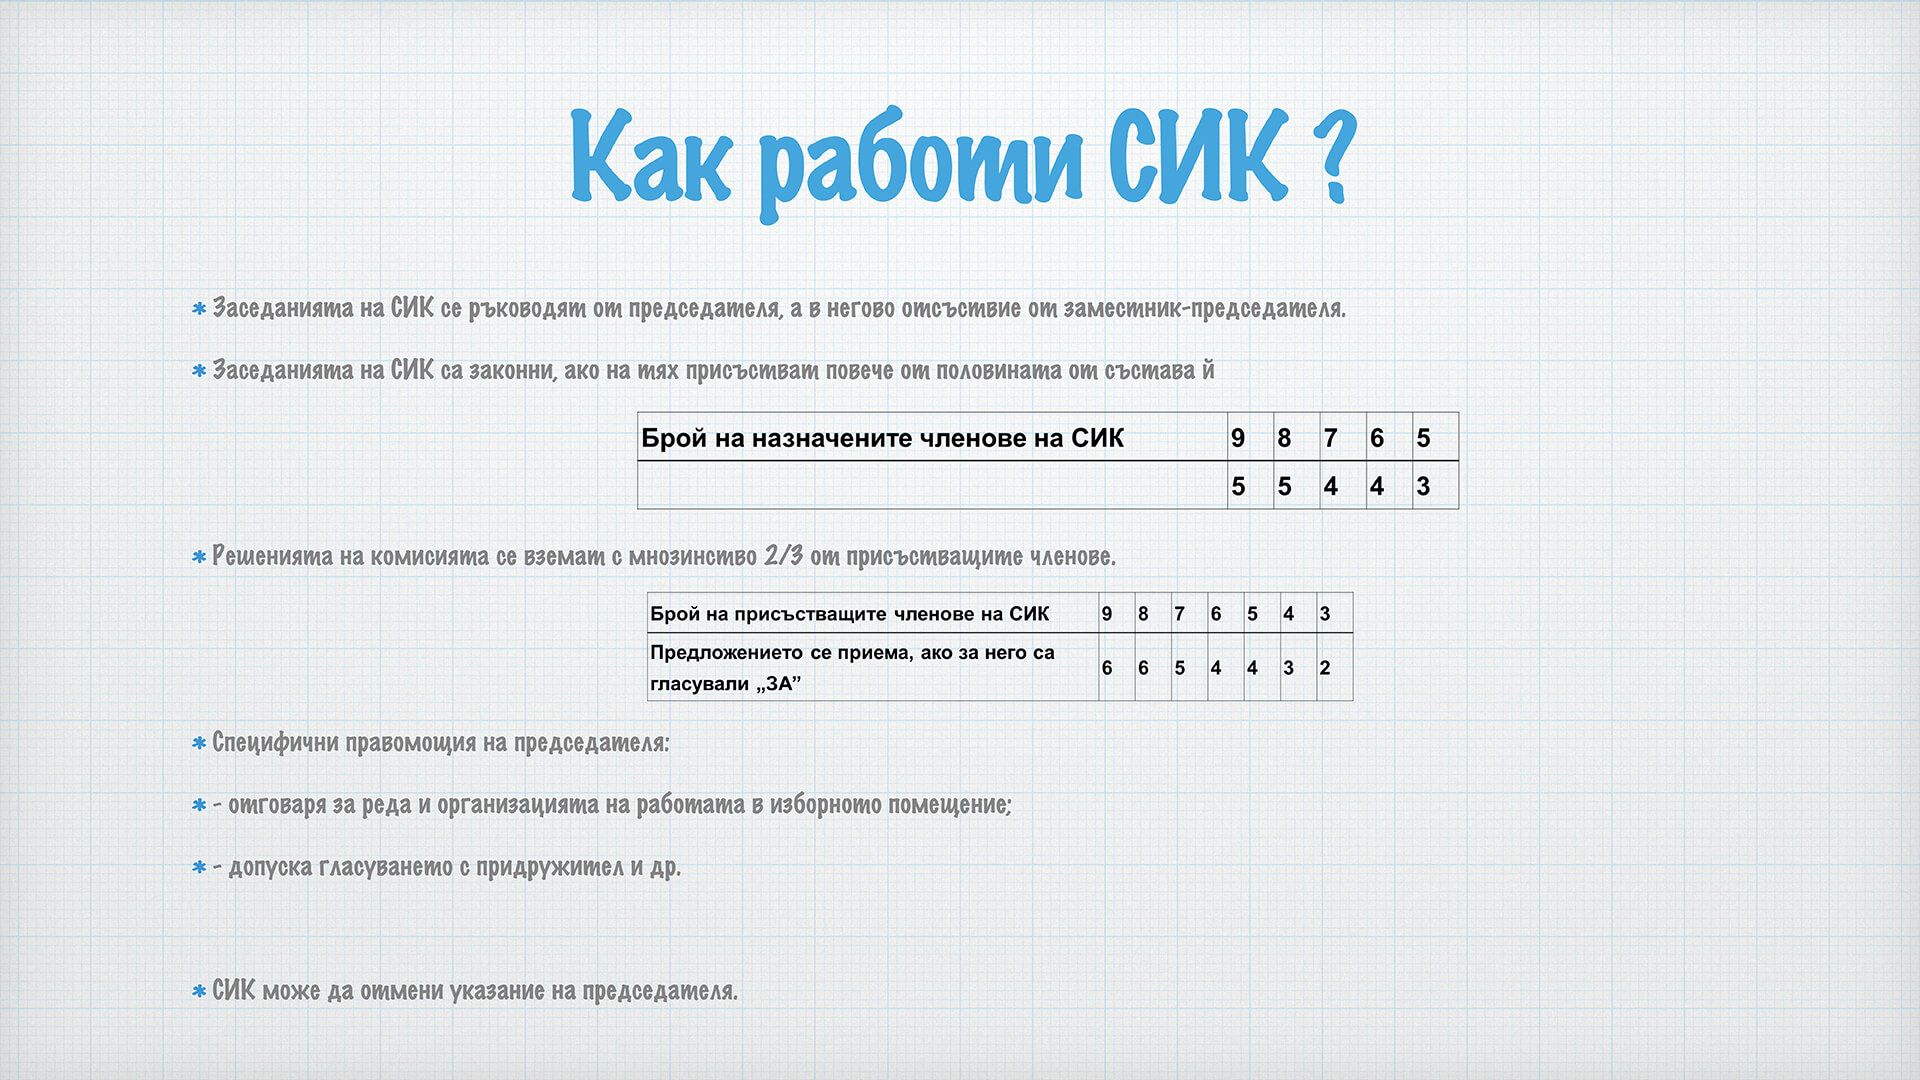 Как работи СИК ?
* Заседанията на СИК се ръководят от председателя, а в негово отсъствие от заместник-председателя.
* Заседанията на СИК са законни, ако на тях присъстват повече от половината от състава й
Брой на назначените членове на СИК 9 8 7 6 5
5 5 4 4 3
* Решенията на комисията се вземат с мнозинство 2/3 от присъстващите членове.
Брой на присъстващите членове на СИК 9 8 7 6 5 4 3
Предложението се приема, ако за него са
гласували „ЗА” 6 6 5 4 4 3 2
* Специфични правомощия на председателя:
* - отговаря за реда и организацията на работата в изборното помещение;
* - допуска гласуването с придружител и др.
* СИК може да отмени указание на председателя.